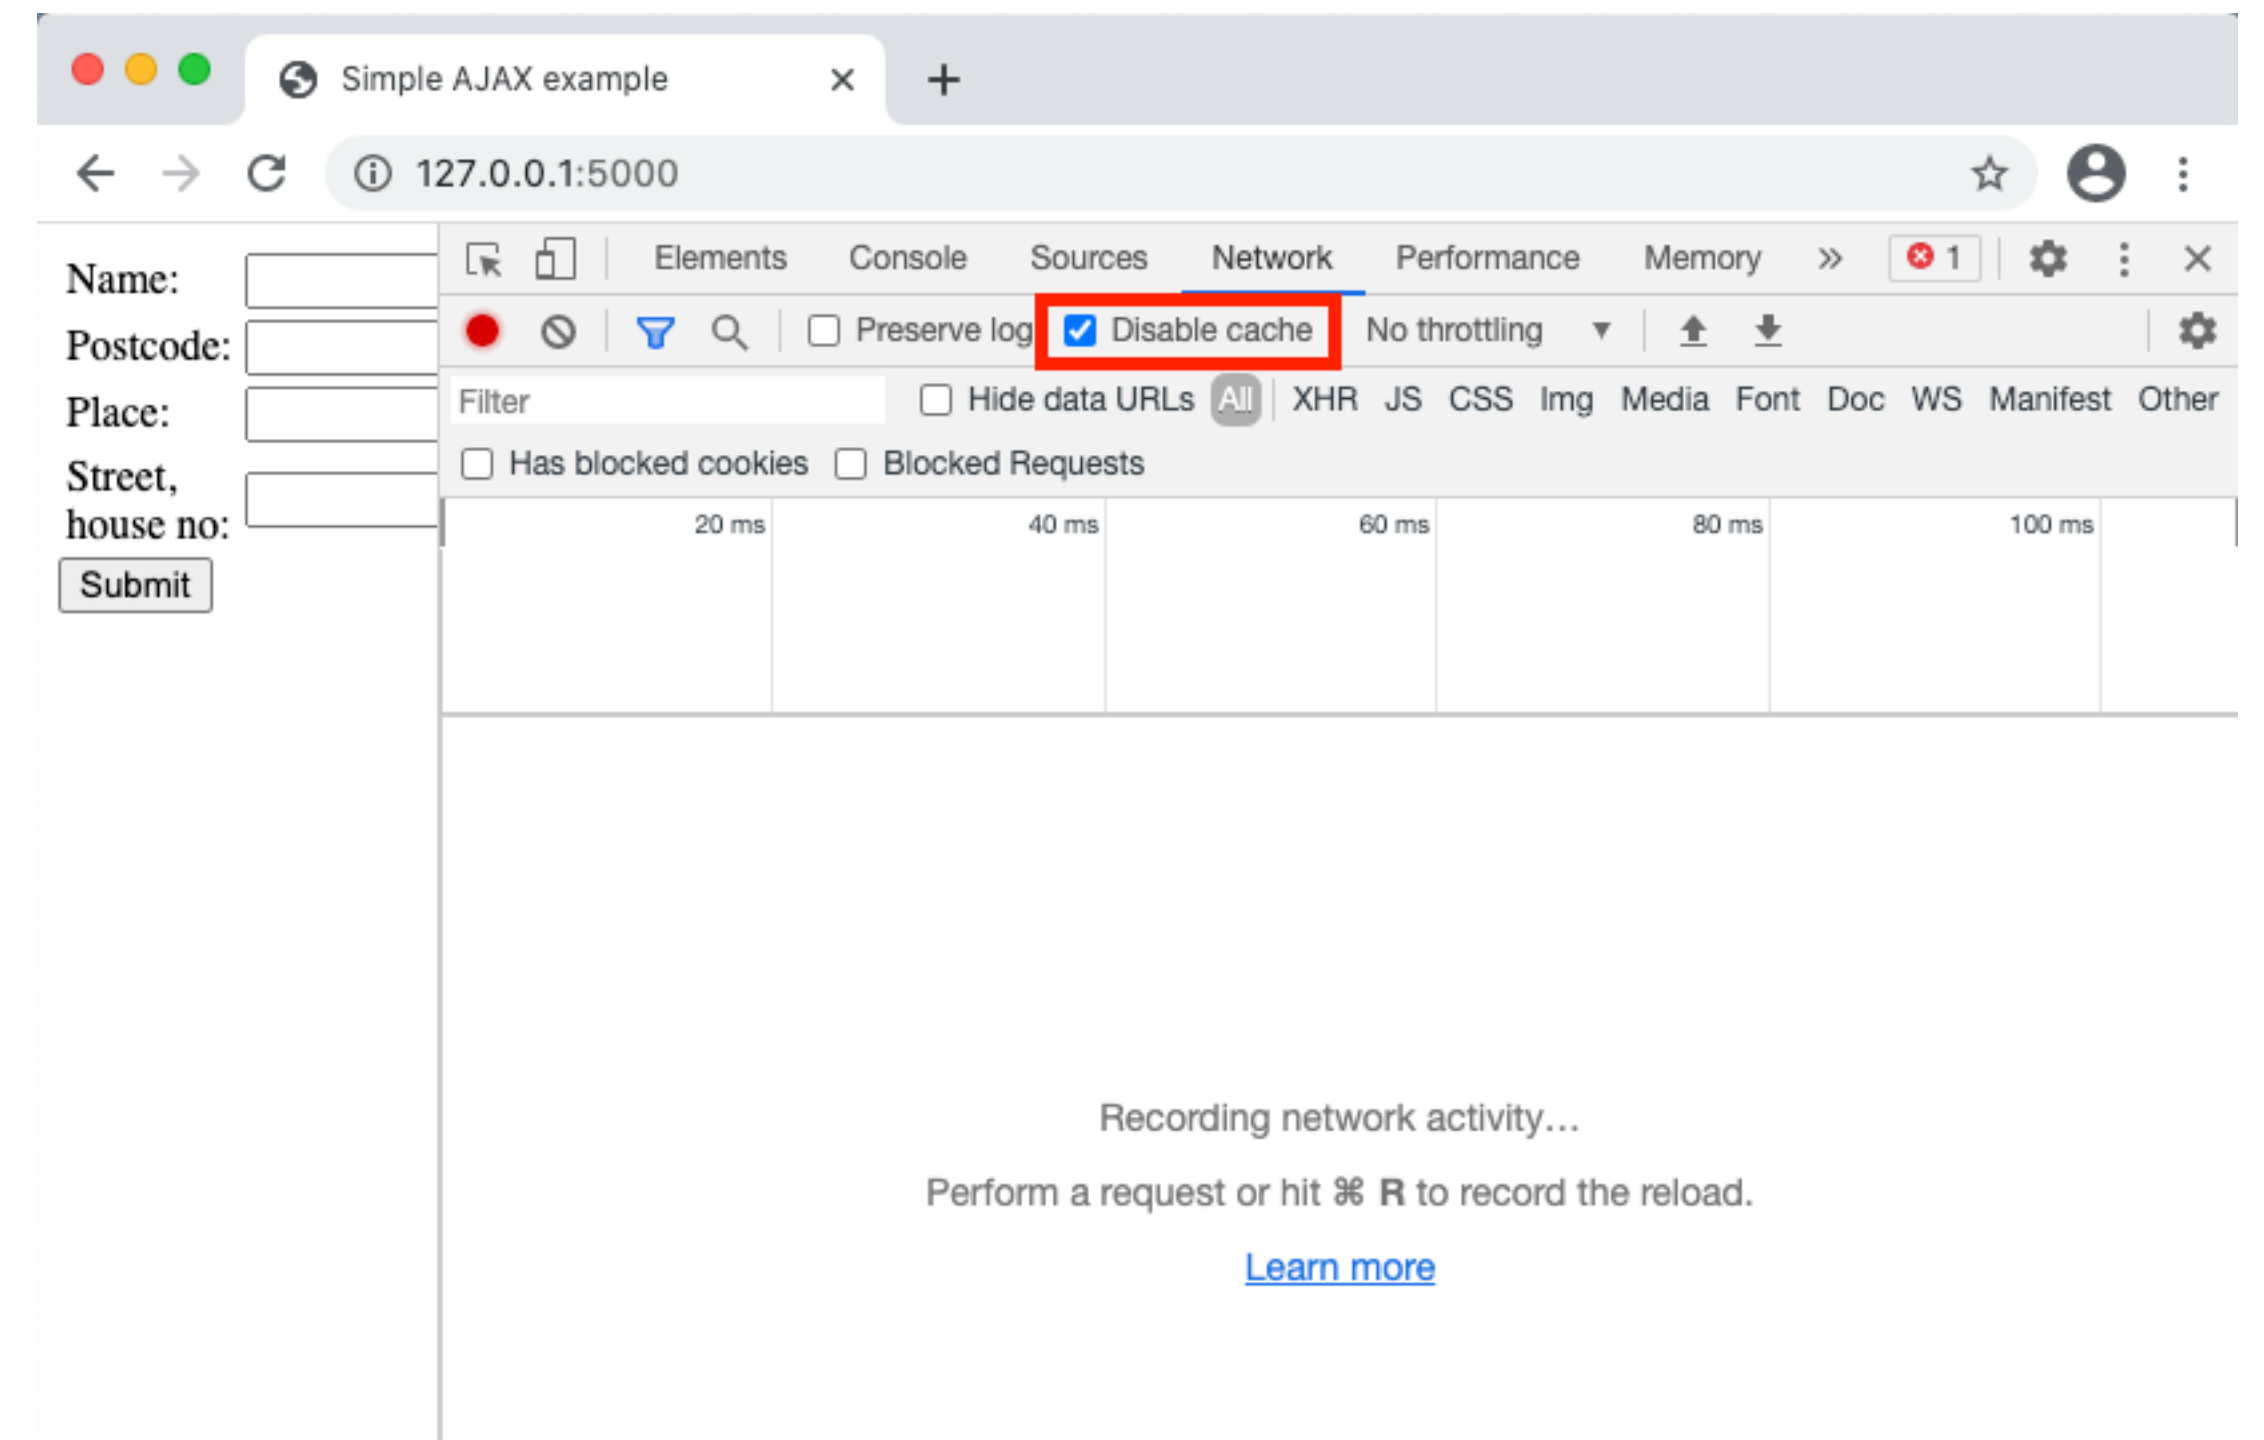 Simple AJAX example
127.0.0.1:5000
Elements Console Sources Network Performance Memory 1
Preserve log Disable cache No throttling
Filter Hide data URLs All XHR JS CSS Img Media Font Doc WS Manifest Other
Has blocked cookies Blocked Requests
20 ms 40 ms 60 ms 80 ms 100 ms
Name:
Postcode:
Place:
Street,
house no:
Submit
Recording network activity…
Perform a request or hit ⌘ R to record the reload.
Learn more